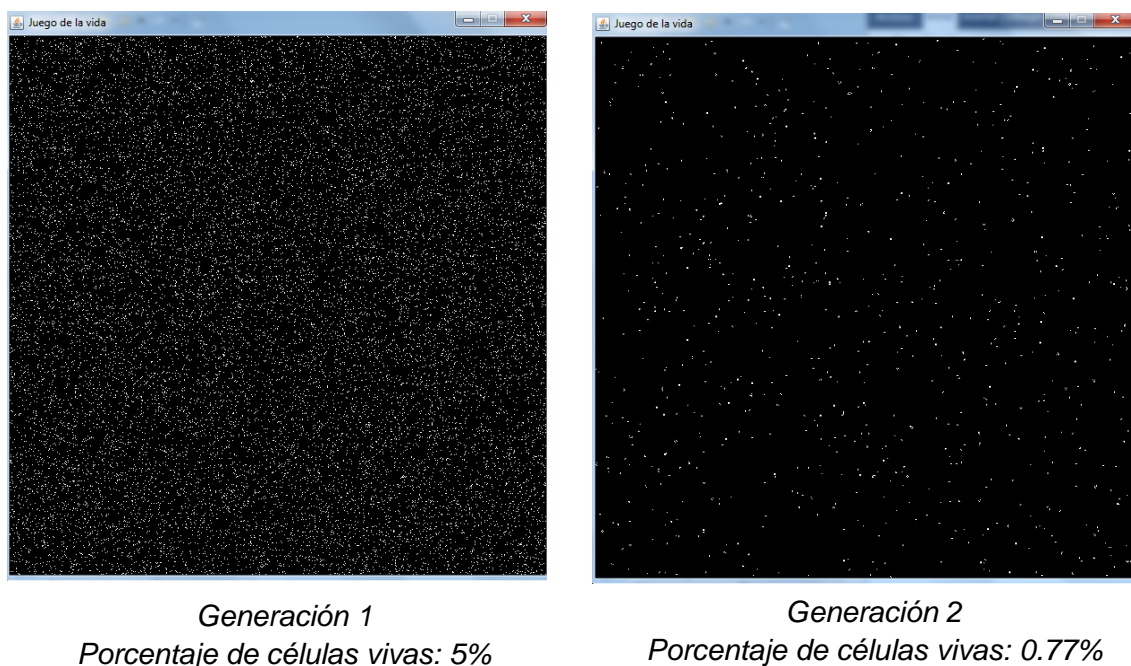 Juego de la vida
Juego de la vida
Generación 1
Porcentaje de células vivas: 5%
Generación 2
Porcentaje de células vivas: 0.77%